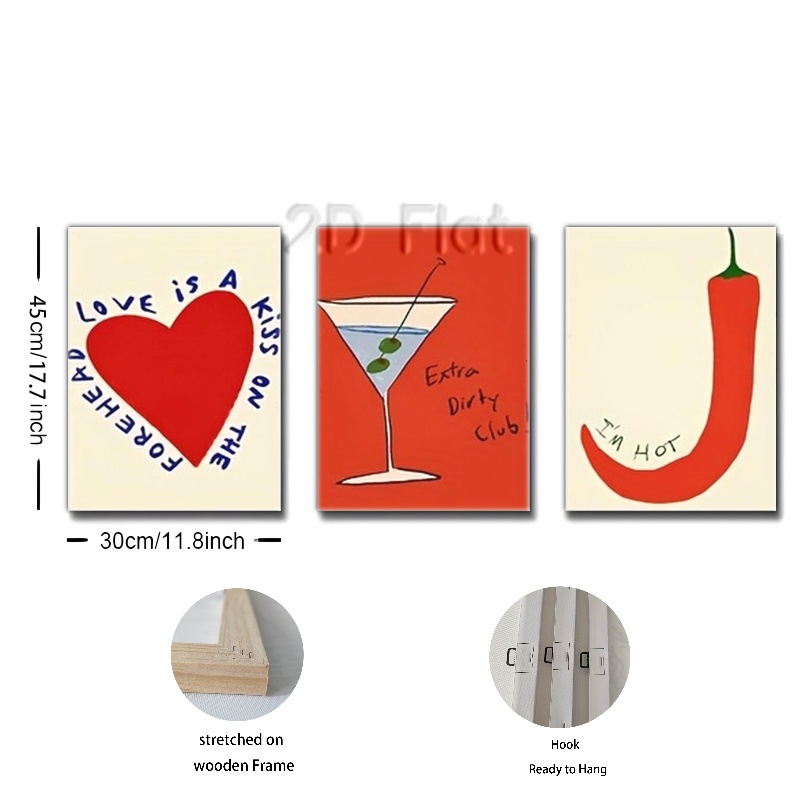 2D Flat
LOVE iS A KiSS ON THE FOREHEAD
Extra
Dirty
Club!
I'M HOT
45cm/17.7inch
30cm/11.8inch
stretched on
wooden Frame
Hook
Ready to Hang